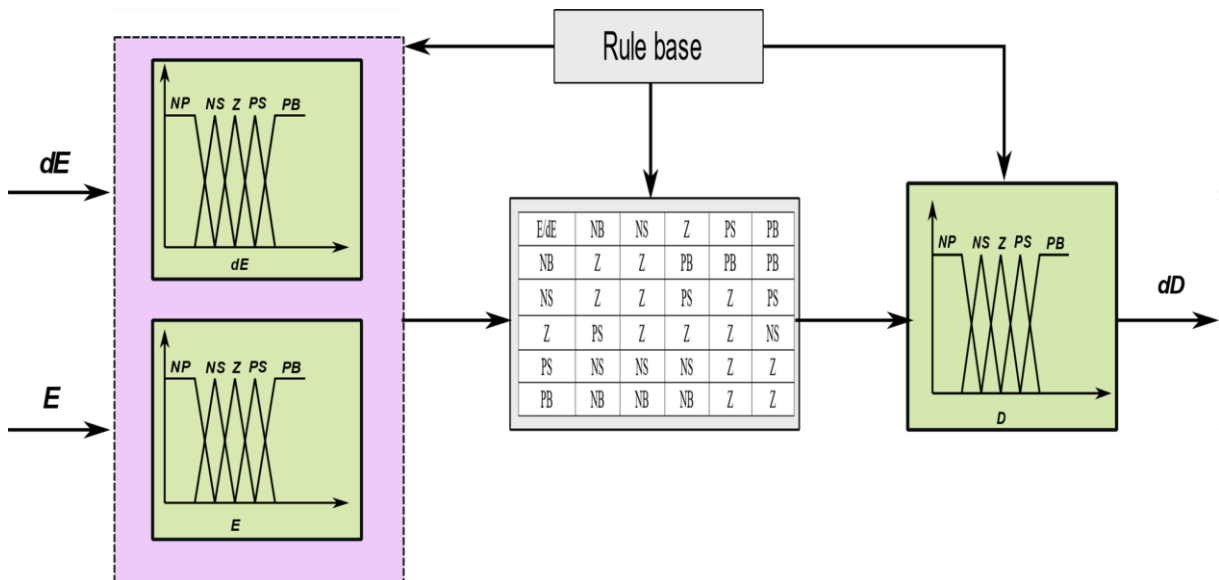 Rule base
NP NS Z PS PB
dE
dE
NP NS Z PS PB
E
E
E/dE NB NS Z PS PB
NB Z Z PB PB PB
NS Z Z PS Z PS
Z PS Z Z Z NS
PS NS NS NS Z Z
PB NB NB NB Z Z
NP NS Z PS PB
D
dD